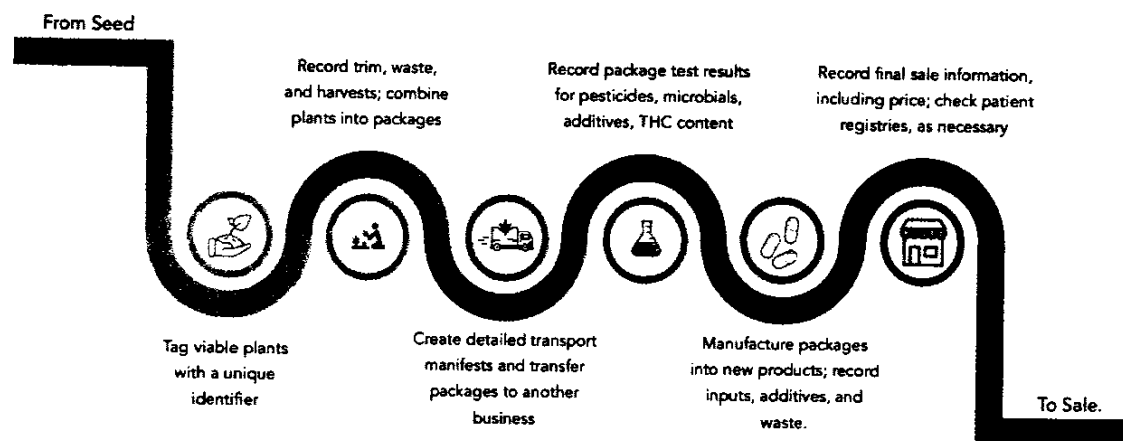 From Seed
Record trim, waste,
and harvests; combine
plants into packages
Record package test results
for pesticides, microbials,
additives, THC content
Record final sale information,
including price; check patient
registries, as necessary
Tag viable plants
with a unique
identifier
Create detailed transport
manifests and transfer
packages to another
business
Manufacture packages
into new products; record
inputs, additives, and
waste.
To Sale.